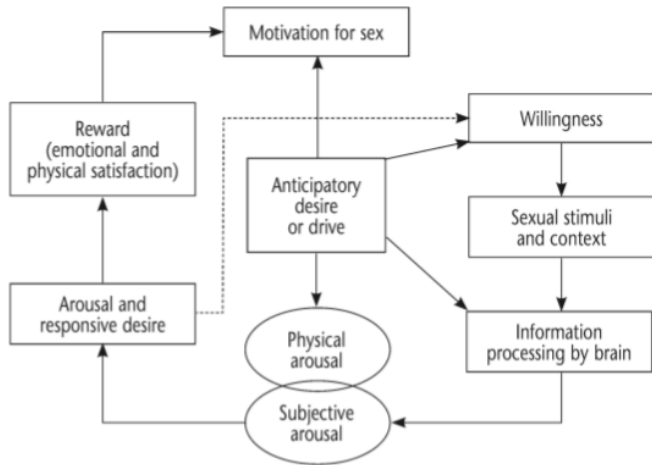 Motivation for sex
Reward
(emotional and
physical satisfaction)
Willingness
Anticipatory
desire
or drive
Sexual stimuli
and context
Arousal and
responsive desire
Physical
arousal
Information
processing by brain
Subjective
arousal